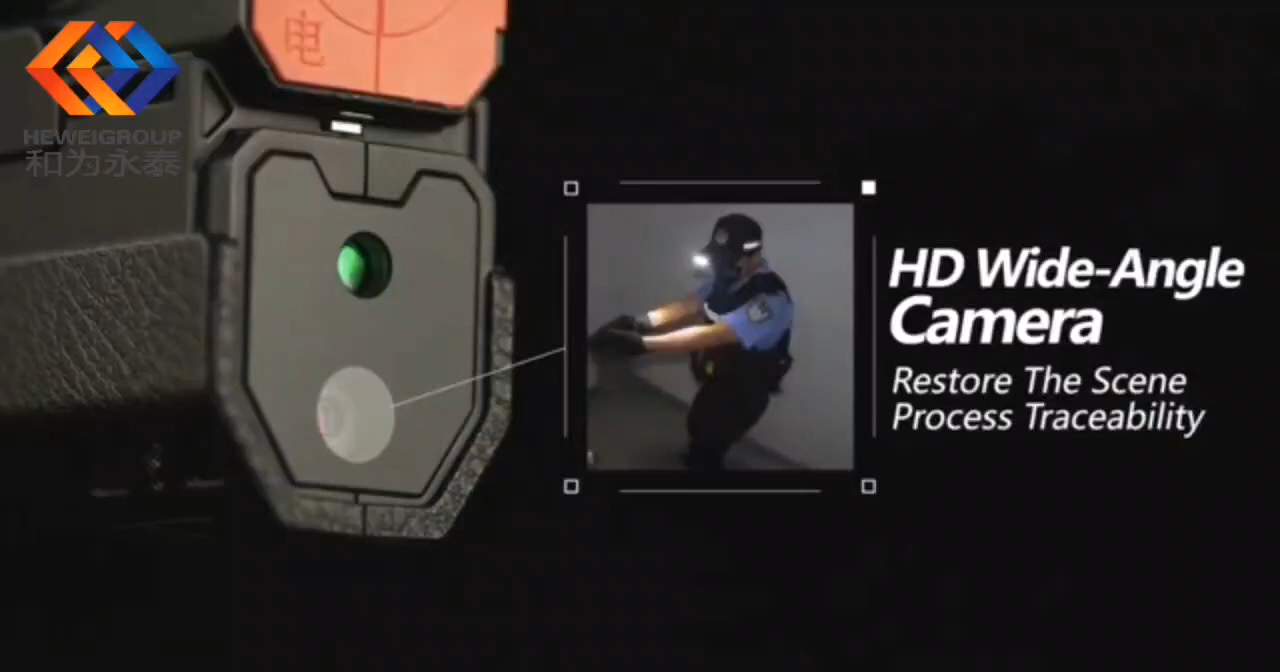 电
HEWEIGROUP
和为永泰
HD Wide-Angle
Camera
Restore The Scene
Process Traceability